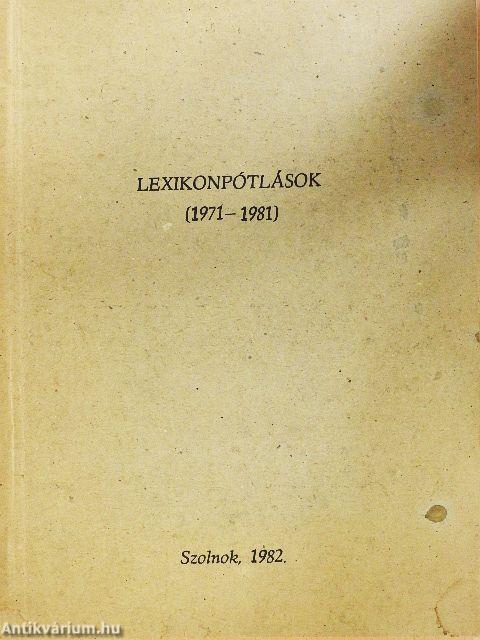 LEXIKONPÓTLÁSOK
(1971–1981)
Szolnok, 1982.
Antikvárium.hu